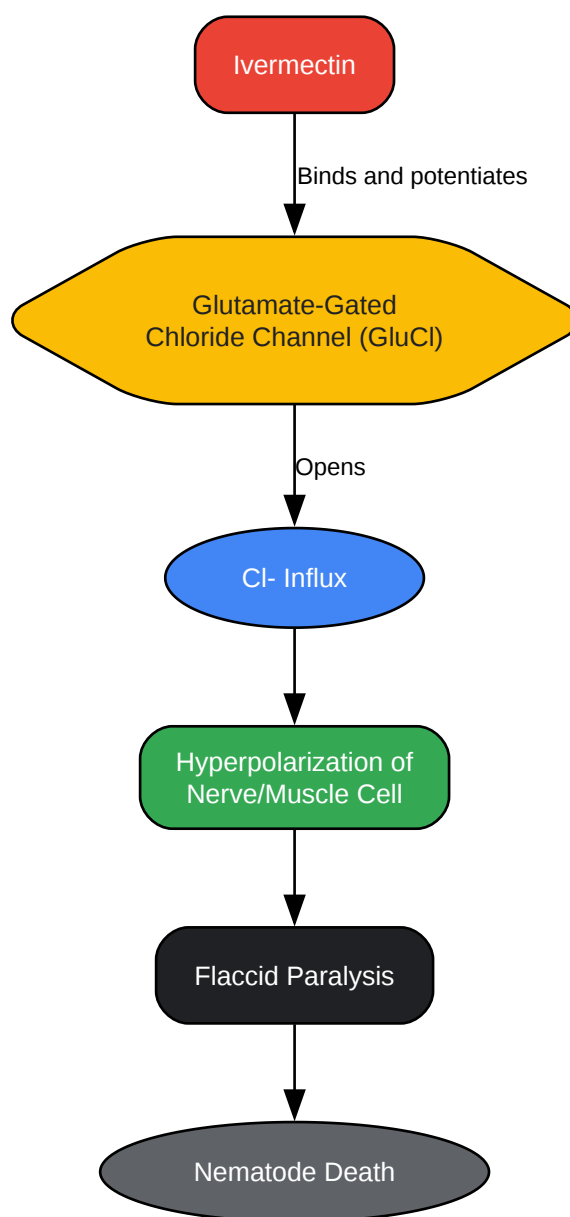 Ivermectin
Binds and potentiates
Glutamate-Gated
Chloride Channel (GluCl)
Opens
Cl- Influx
Hyperpolarization of
Nerve/Muscle Cell
Flaccid Paralysis
Nematode Death